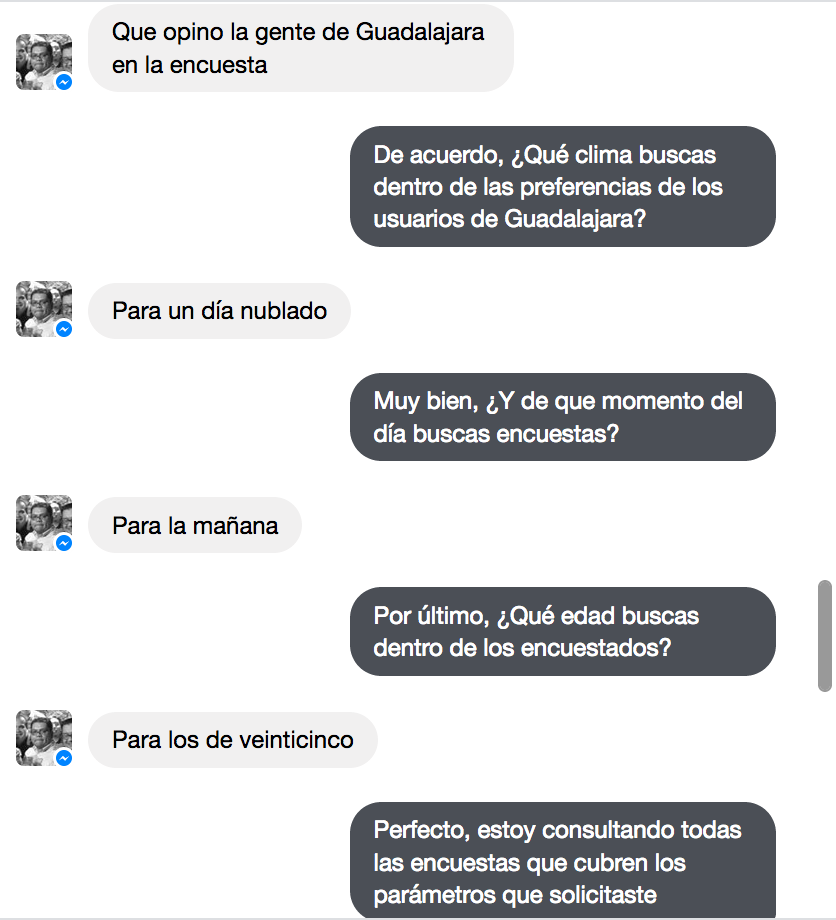 Que opino la gente de Guadalajara
en la encuesta
De acuerdo, ¿Qué clima buscas
dentro de las preferencias de los
usuarios de Guadalajara?
Para un día nublado
Muy bien, ¿Y de que momento del
día buscas encuestas?
Para la mañana
Por último, ¿Qué edad buscas
dentro de los encuestados?
Para los de veinticinco
Perfecto, estoy consultando todas
las encuestas que cubren los
parámetros que solicitaste